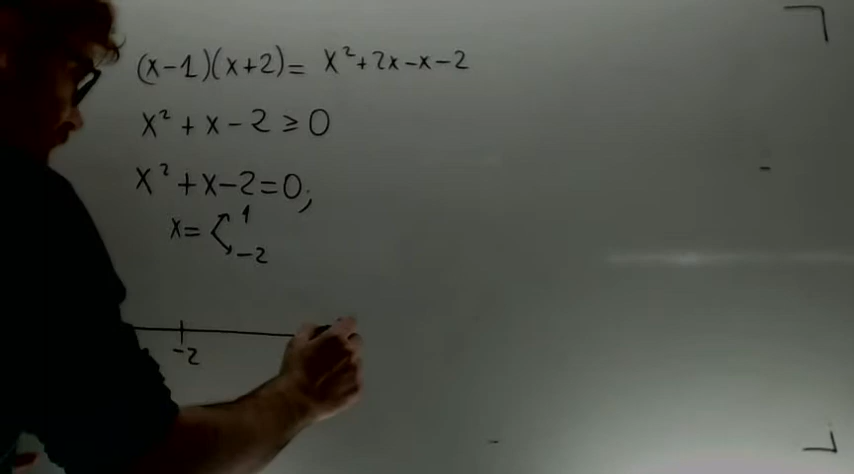 (x-1)(x+2)= x²+2x-x-2
x²+x-2≥0
x²+x-2=0;
x= 1
-2
-2